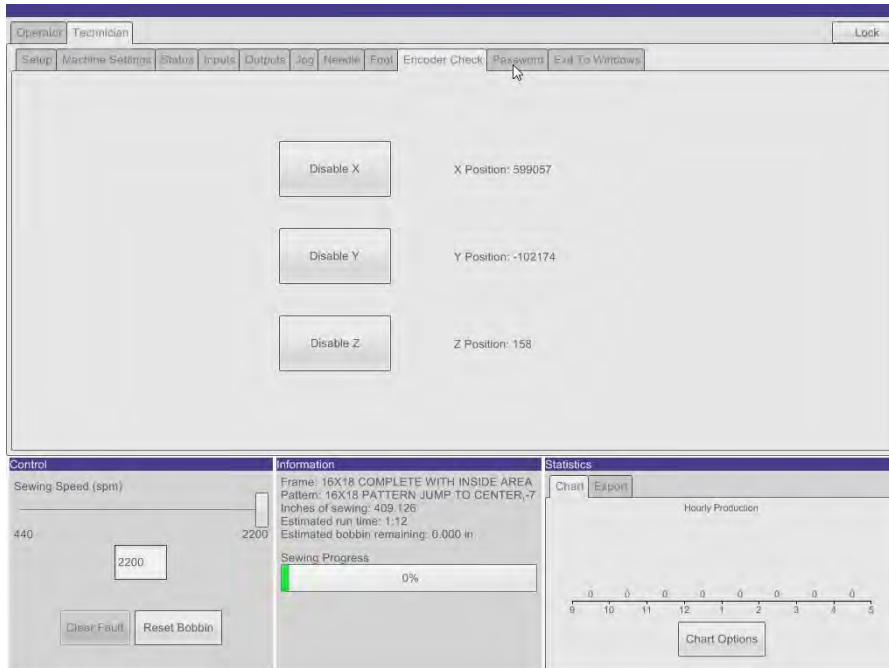 Operator Technician Lock
Setup Machine Settings Status Inputs Outputs Jog Needle Foot Encoder Check Password Exit To Windows
Disable X X Position: 599057
Disable Y Y Position: -102174
Disable Z Z Position: 158
Control
Sewing Speed (spm)
440 2200
2200
Clear Fault Reset Bobbin
Information
Frame: 16X18 COMPLETE WITH INSIDE AREA
Pattern: 16X18 PATTERN JUMP TO CENTER,-7
Inches of sewing: 409.126
Estimated run time: 1:12
Estimated bobbin remaining: 0.000 in
Sewing Progress
0%
Statistics
Chart Export
Hourly Production
0 0 0 0 0 0 0 0
9 10 11 12 1 2 3 4 5
Chart Options